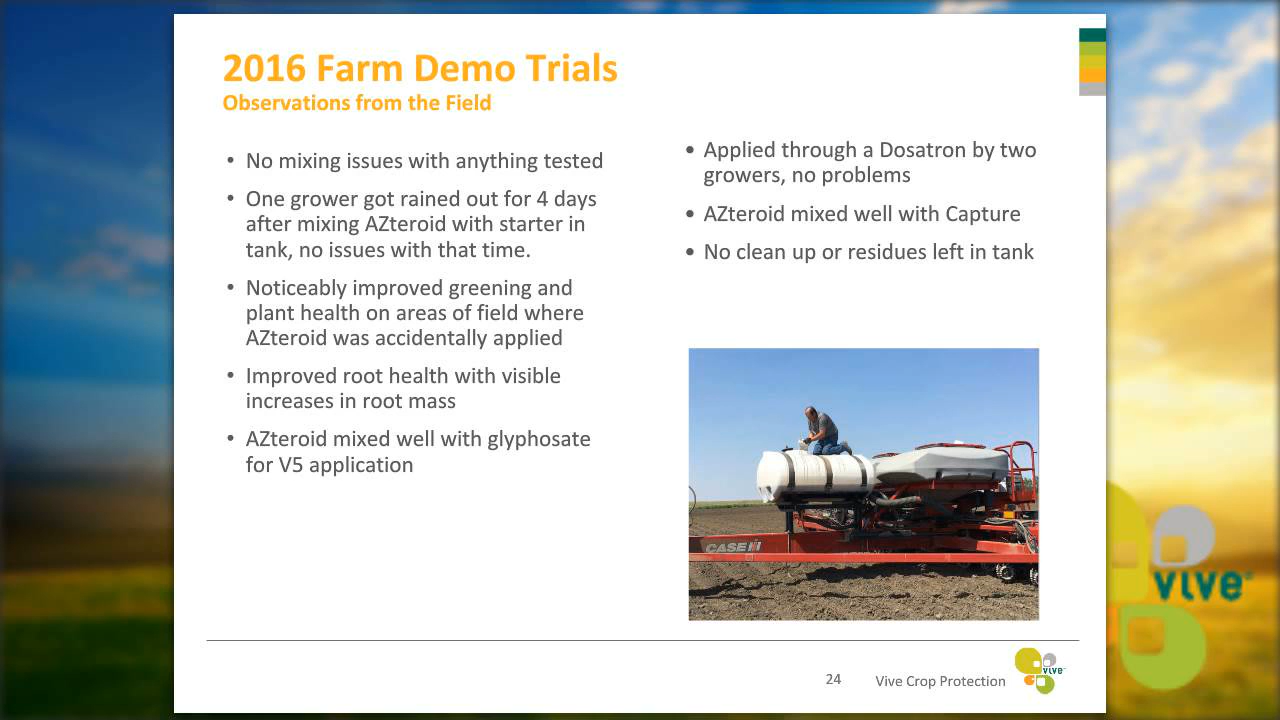 2016 Farm Demo Trials
Observations from the Field
• No mixing issues with anything tested
• One grower got rained out for 4 days
after mixing AZteroid with starter in
tank, no issues with that time.
• Noticeably improved greening and
plant health on areas of field where
AZteroid was accidentally applied
• Improved root health with visible
increases in root mass
• AZteroid mixed well with glyphosate
for V5 application
• Applied through a Dosatron by two
growers, no problems
• AZteroid mixed well with Capture
• No clean up or residues left in tank
CASE IH
24
Vive Crop Protection
vive
vive